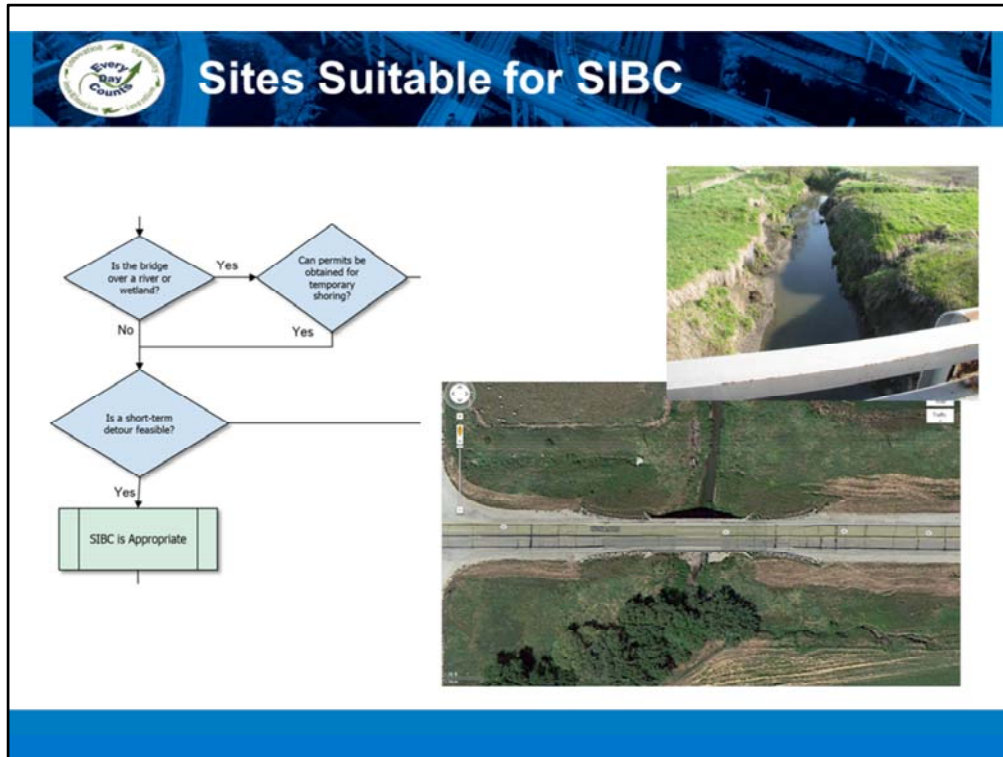 Every
Day
Counts
Sites Suitable for SIBC
Is the bridge
over a river or
wetland?
Yes
Can permits be
obtained for
temporary
shoring?
No
Yes
Is a short-term
detour feasible?
Yes
SIBC is Appropriate
Traffic